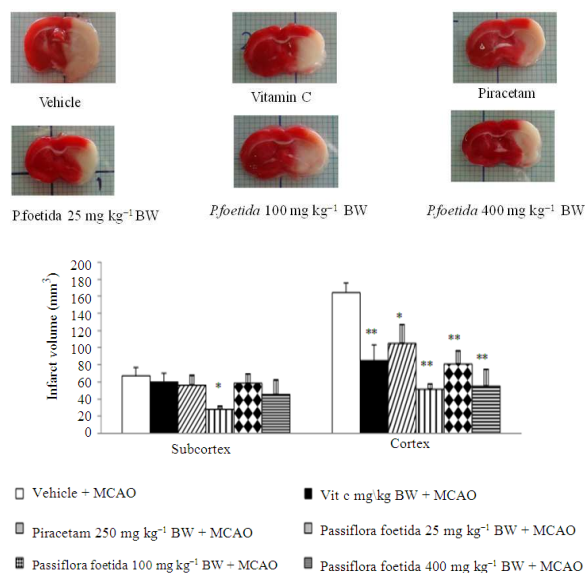 Vehicle
Vitamin C
Piracetam
P.foetida 25 mg kg⁻¹ BW
P.foetida 100 mg kg⁻¹ BW
P.foetida 400 mg kg⁻¹ BW
Infarct volume (mm³)
200
180
160
140
120
100
80
60
40
20
0
*
**
*
**
**
**
Subcortex
Cortex
Vehicle + MCAO
Vit c mg\kg BW + MCAO
Piracetam 250 mg kg⁻¹ BW + MCAO
Passiflora foetida 25 mg kg⁻¹ BW + MCAO
Passiflora foetida 100 mg kg⁻¹ BW + MCAO
Passiflora foetida 400 mg kg⁻¹ BW + MCAO